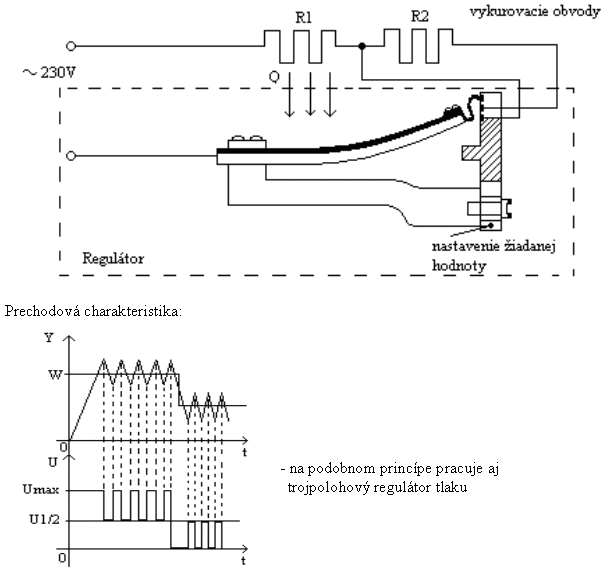 vykurovacie obvody
R1
R2
~ 230V
Q
Regulátor
nastavenie žiadanej
hodnoty
Prechodová charakteristika:
Y
W
0
t
U
Umax
U1/2
0
t
- na podobnom princípe pracuje aj
trojpolohový regulátor tlaku